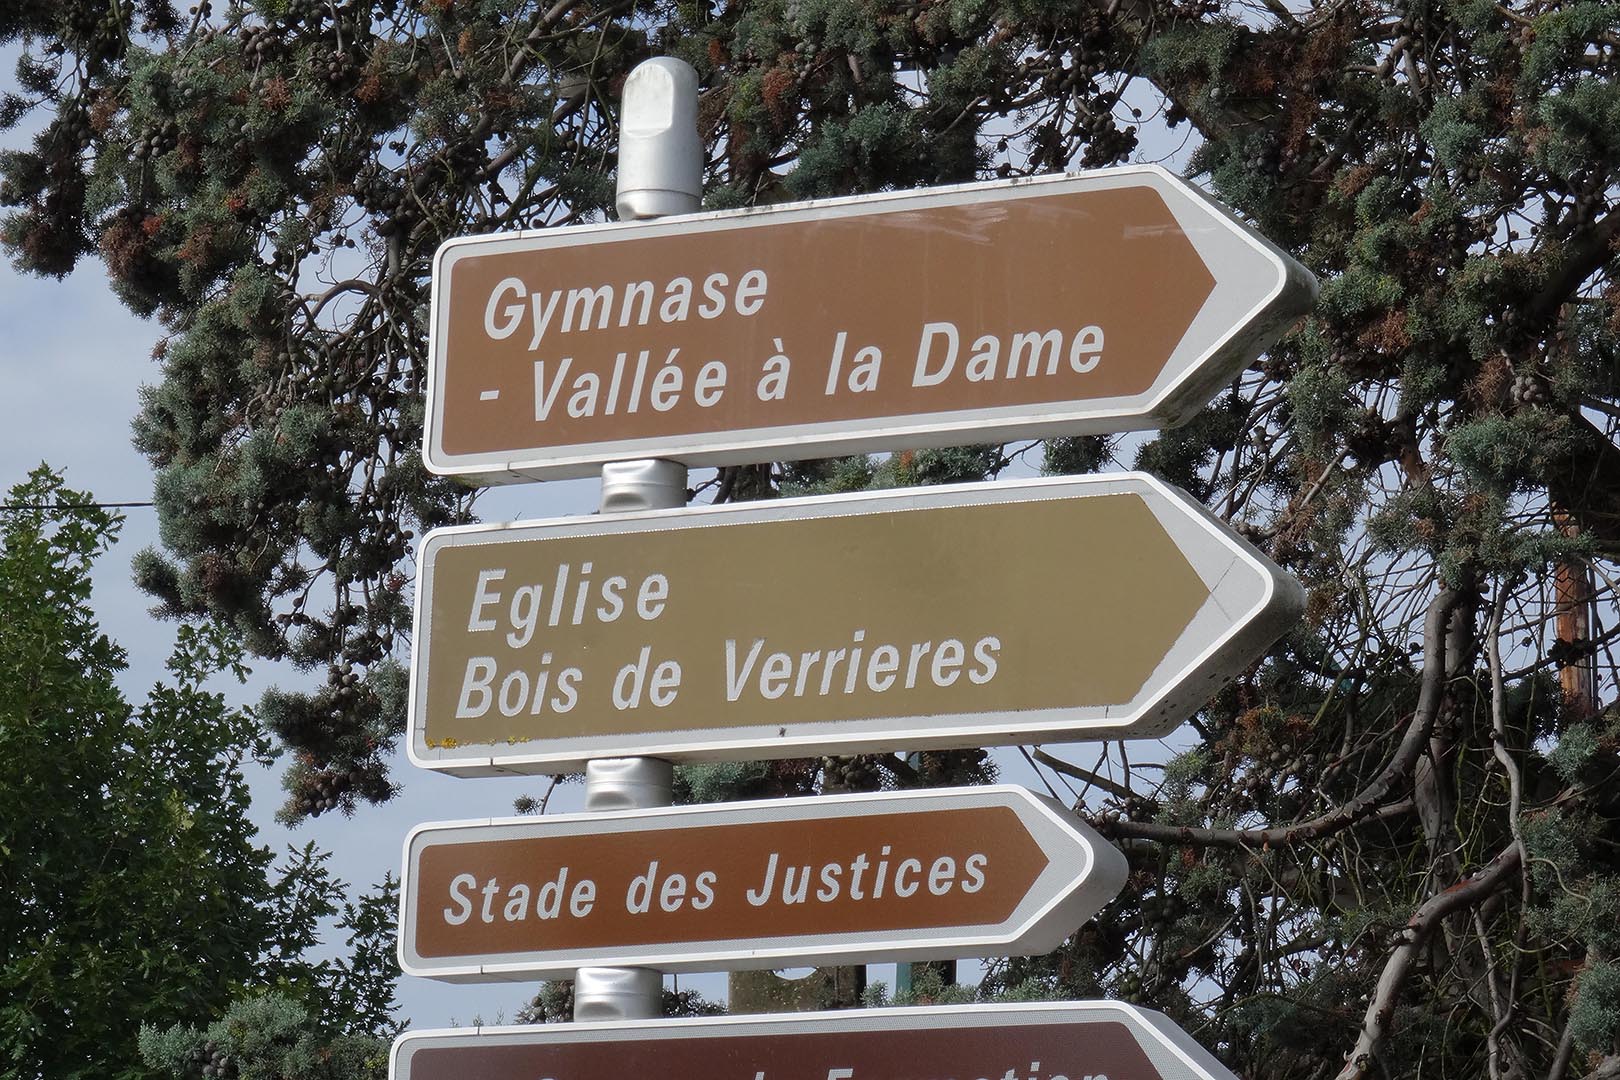 Gymnase
- Vallée à la Dame
Eglise
Bois de Verrieres
Stade des Justices